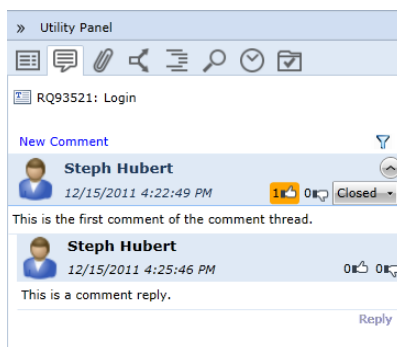 » Utility Panel
RQ93521: Login
New Comment
Steph Hubert
12/15/2011 4:22:49 PM 1 0 Closed
This is the first comment of the comment thread.
Steph Hubert
12/15/2011 4:25:46 PM 0 0
This is a comment reply.
Reply